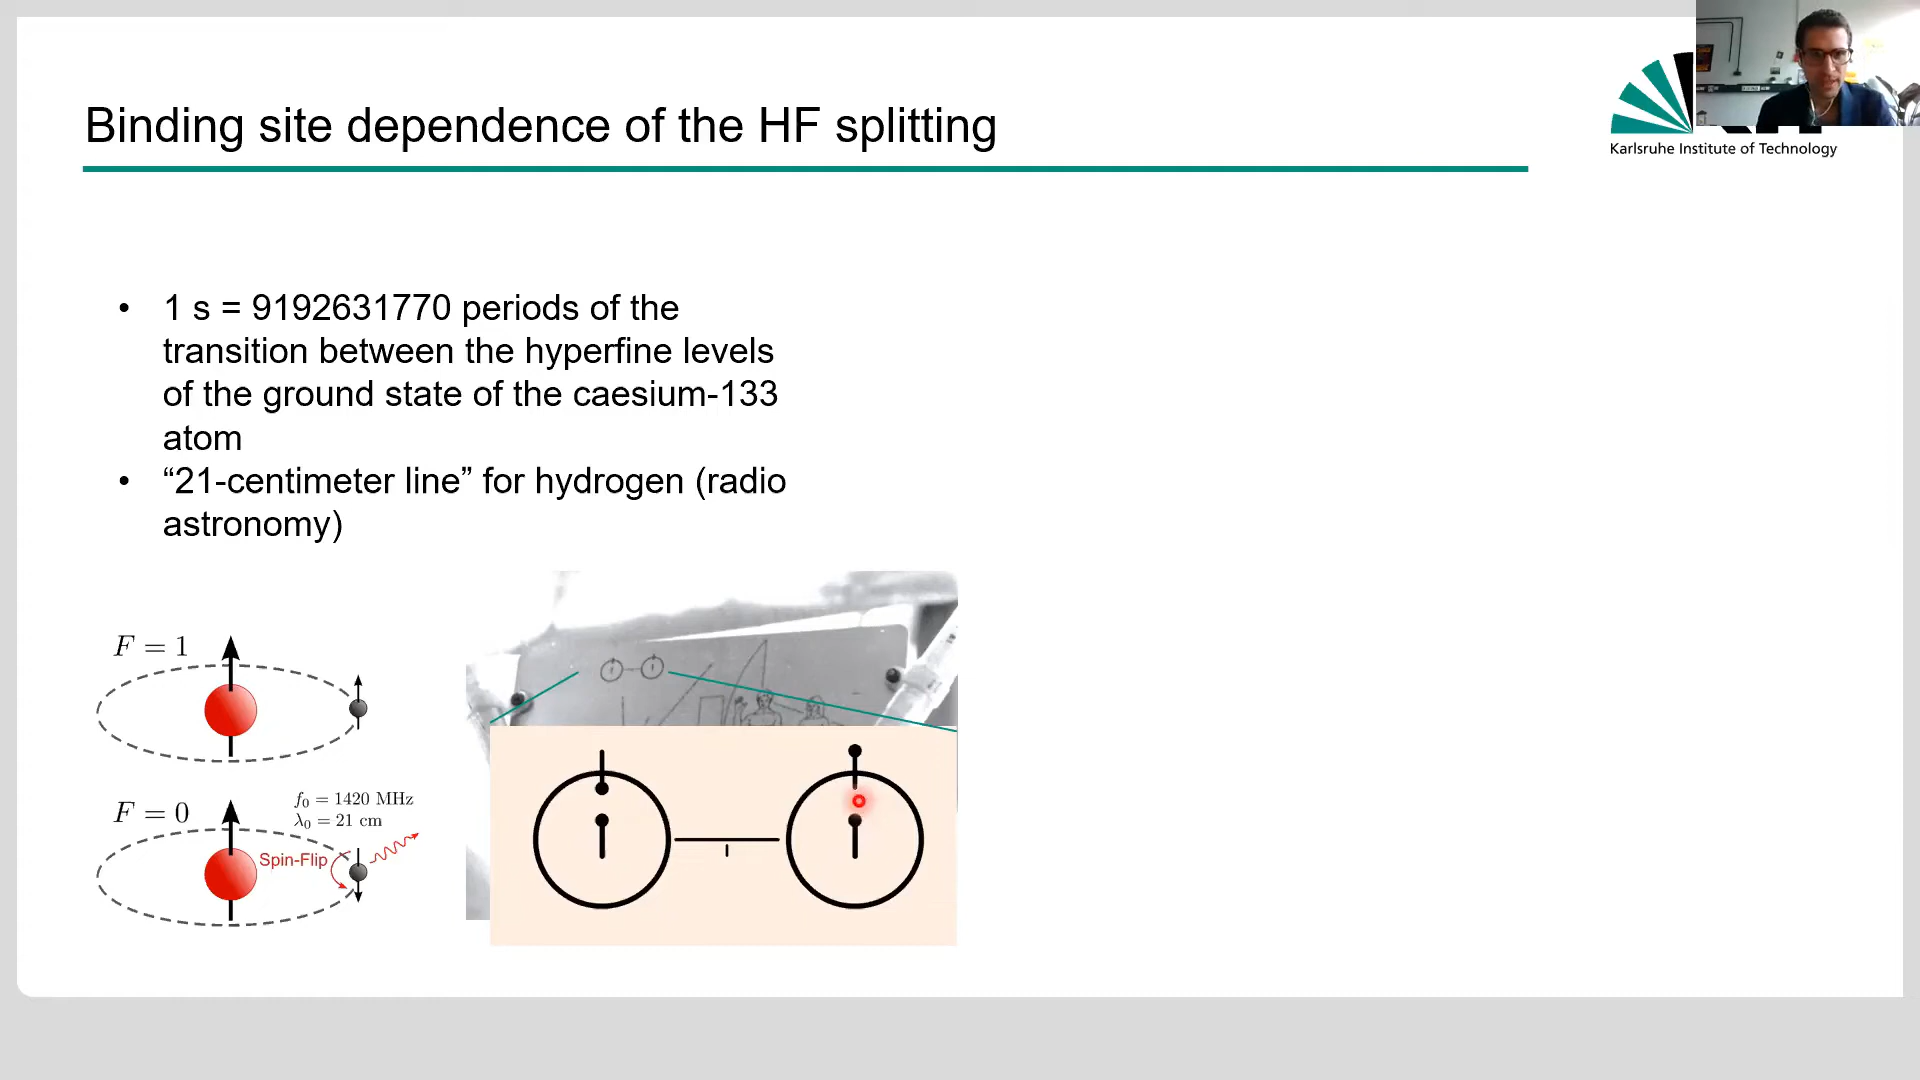 Binding site dependence of the HF splitting
Karlsruhe Institute of Technology
• 1 s = 9192631770 periods of the
transition between the hyperfine levels
of the ground state of the caesium-133
atom
• “21-centimeter line” for hydrogen (radio
astronomy)
F = 1
F = 0
f₀ = 1420 MHz
λ₀ = 21 cm
Spin-Flip